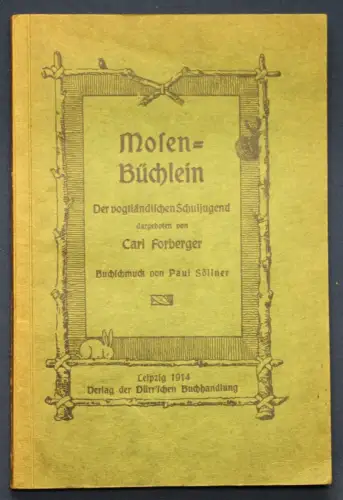 Mosen=
Büchlein
Der vogtländischen Schuljugend
dargeboten von
Carl Forberger
Buchschmuck von Paul Söllner
Leipzig 1914
Verlag der Dürr'schen Buchhandlung